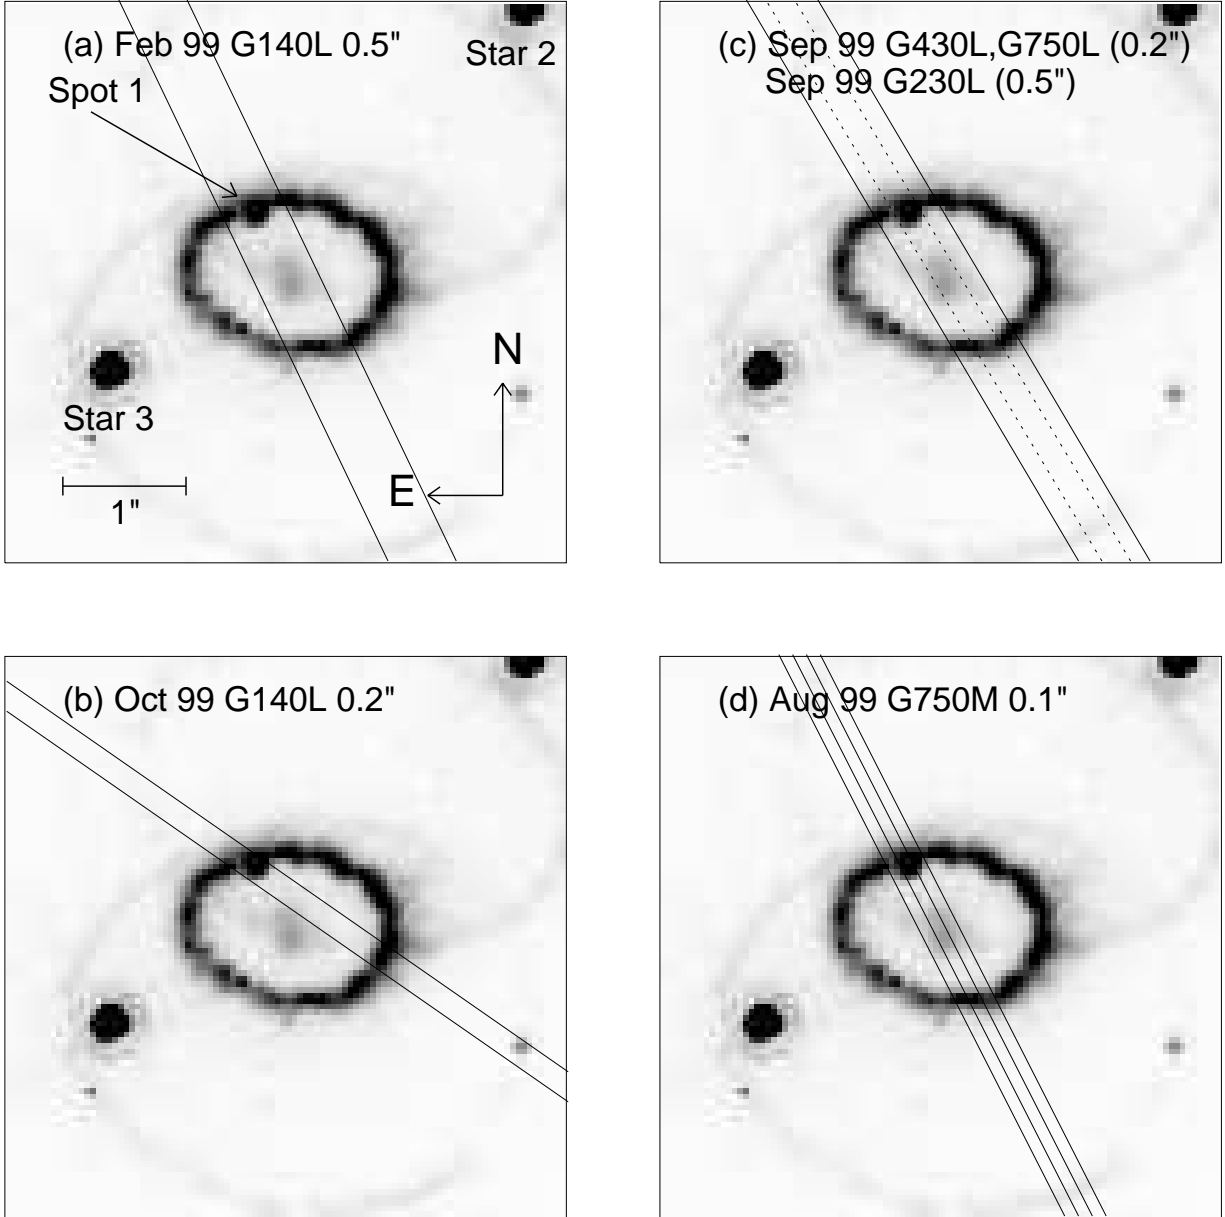 (a) Feb 99 G140L 0.5"
Star 2
Spot 1
N
Star 3
E
1"
(c) Sep 99 G430L,G750L (0.2")
Sep 99 G230L (0.5")
(b) Oct 99 G140L 0.2"
(d) Aug 99 G750M 0.1"